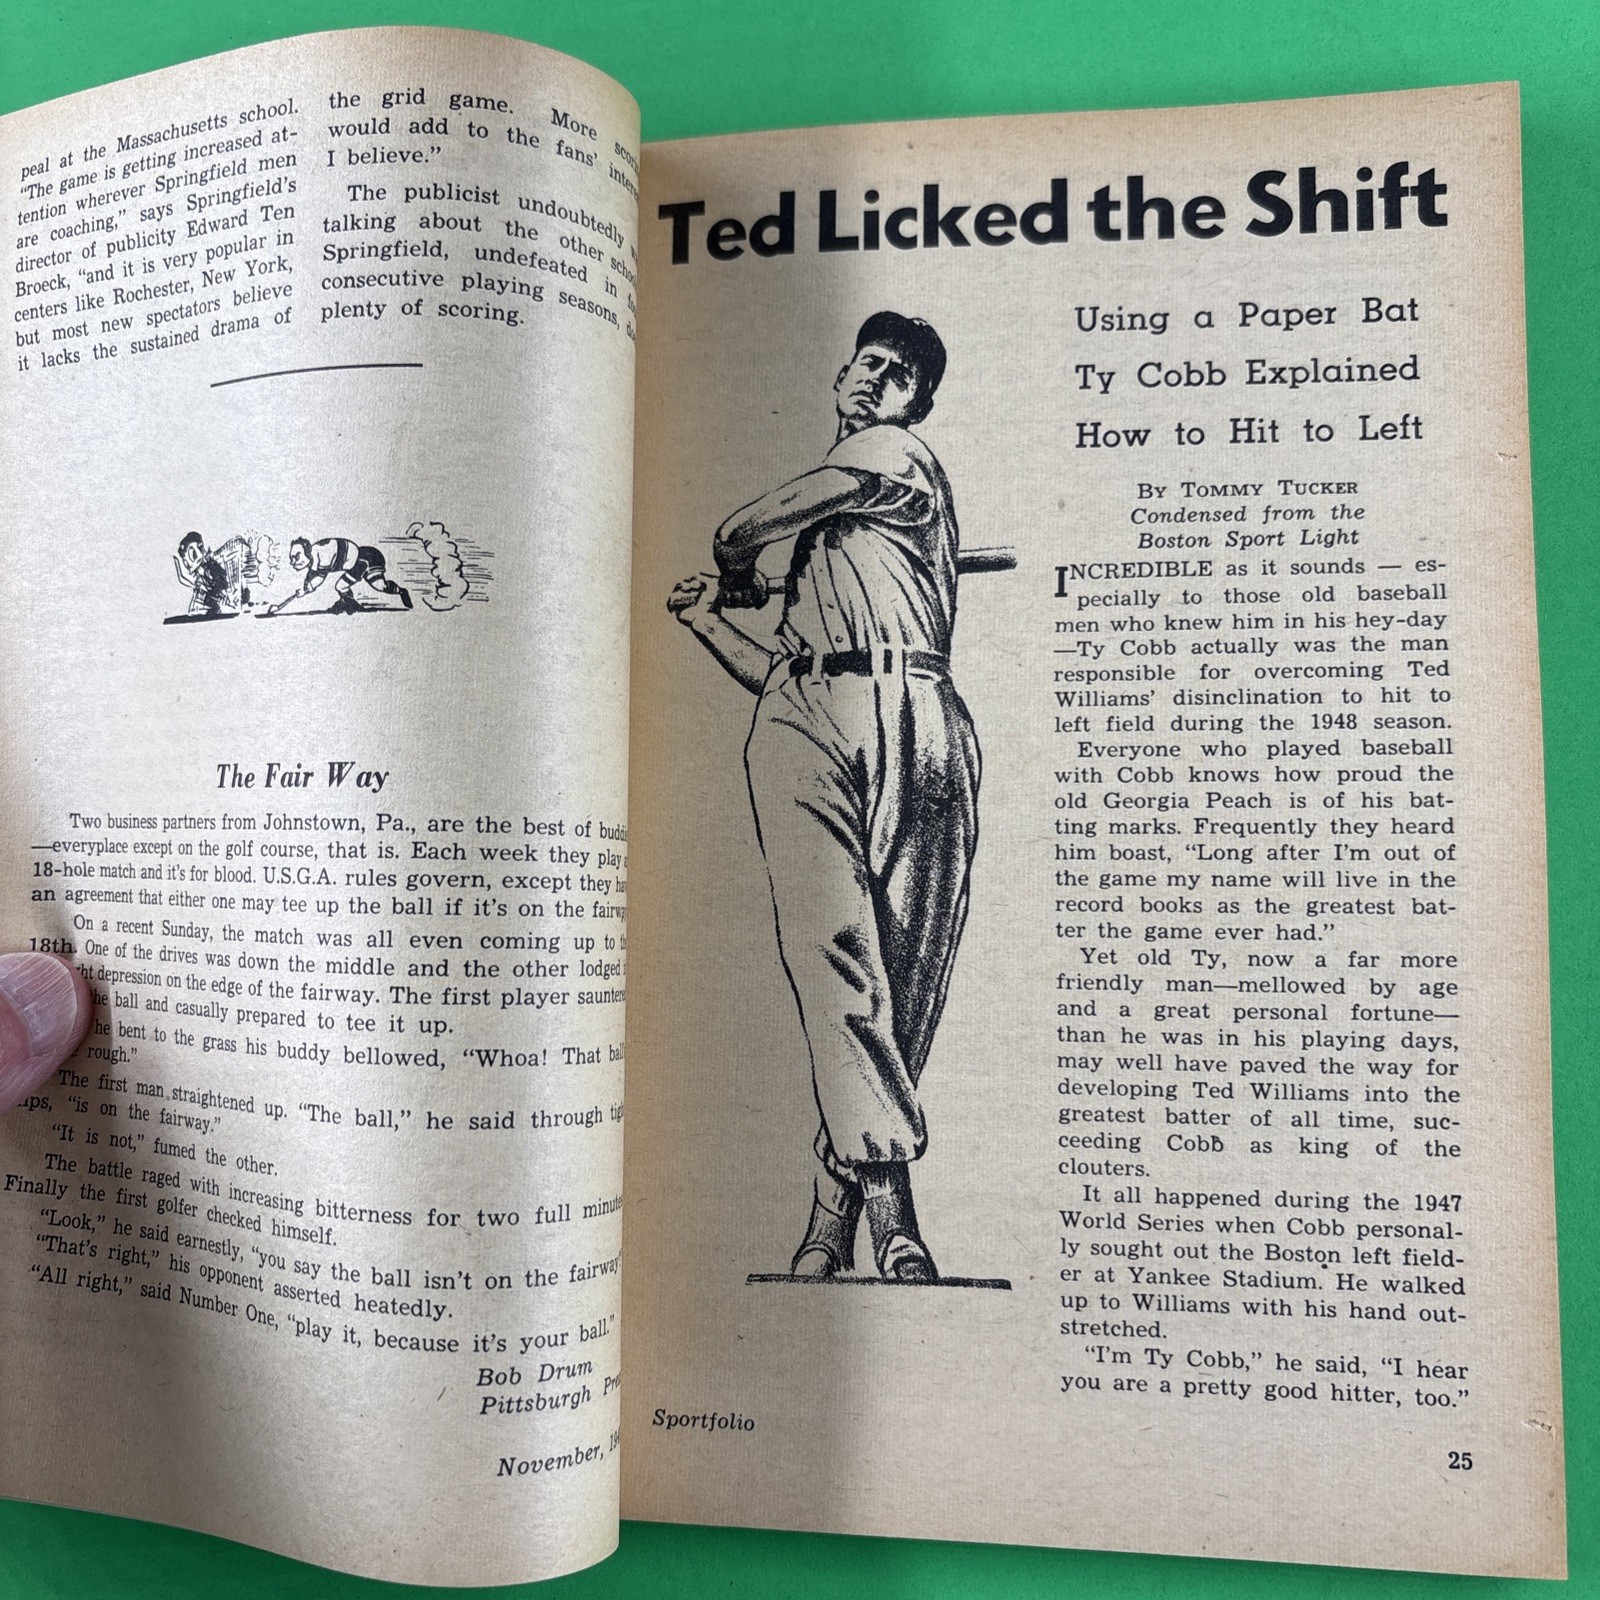 peal at the Massachusetts school.
"The game is getting increased at-
tention wherever Springfield men
are coaching," says Springfield's
director of publicity Edward Ten
Broeck, "and it is very popular in
centers like Rochester, New York,
but most new spectators believe
it lacks the sustained drama of
the grid game. More
would add to the fans'
I believe."
The publicist undoubtedly
talking about the other
Springfield, undefeated in
consecutive playing seasons,
plenty of scoring.
The Fair Way
Two business partners from Johnstown, Pa., are the best of
—everyplace except on the golf course, that is. Each week they play
18-hole match and it's for blood. U.S.G.A. rules govern, except they
an agreement that either one may tee up the ball if it's on the
On a recent Sunday, the match was all even coming up to
18th. One of the drives was down the middle and the other lodged
depression on the edge of the fairway. The first player
the ball and casually prepared to tee it up.
he bent to the grass his buddy bellowed, "Whoa! That
rough."
The first man straightened up. "The ball," he said through
"is on the fairway."
"It is not," fumed the other.
The battle raged with increasing bitterness for two full
Finally the first golfer checked himself.
"Look," he said earnestly, "you say the ball isn't on the fairway
"That's right," his opponent asserted heatedly.
"All right," said Number One, "play it, because it's your ball."
Bob Drum
Pittsburgh
November,
Ted Licked the Shift
Using a Paper Bat
Ty Cobb Explained
How to Hit to Left
By Tommy Tucker
Condensed from the
Boston Sport Light
INCREDIBLE as it sounds — es-
pecially to those old baseball
men who knew him in his hey-day
—Ty Cobb actually was the man
responsible for overcoming Ted
Williams' disinclination to hit to
left field during the 1948 season.
Everyone who played baseball
with Cobb knows how proud the
old Georgia Peach is of his bat-
ting marks. Frequently they heard
him boast, "Long after I'm out of
the game my name will live in the
record books as the greatest bat-
ter the game ever had."
Yet old Ty, now a far more
friendly man—mellowed by age
and a great personal fortune—
than he was in his playing days,
may well have paved the way for
developing Ted Williams into the
greatest batter of all time, suc-
ceeding Cobb as king of the
clouters.
It all happened during the 1947
World Series when Cobb personal-
ly sought out the Boston left field-
er at Yankee Stadium. He walked
up to Williams with his hand out-
stretched.
"I'm Ty Cobb," he said, "I hear
you are a pretty good hitter, too."
Sportfolio
25